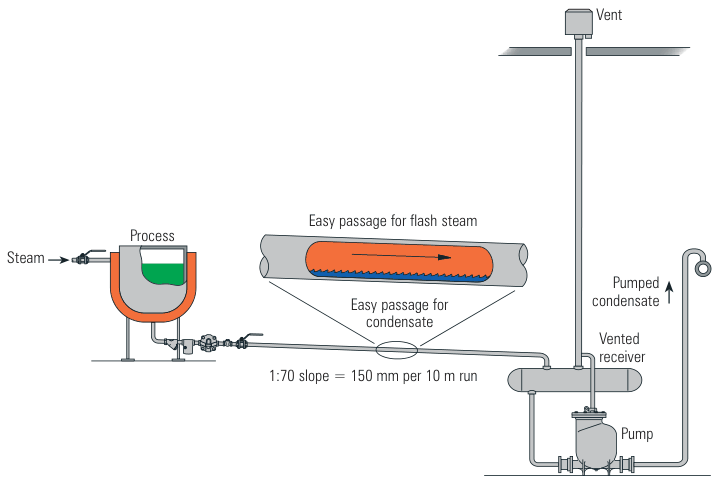 Vent
Easy passage for flash steam
Process
Steam
Easy passage for
condensate
Pumped
condensate
Vented
receiver
1:70 slope = 150 mm per 10 m run
Pump